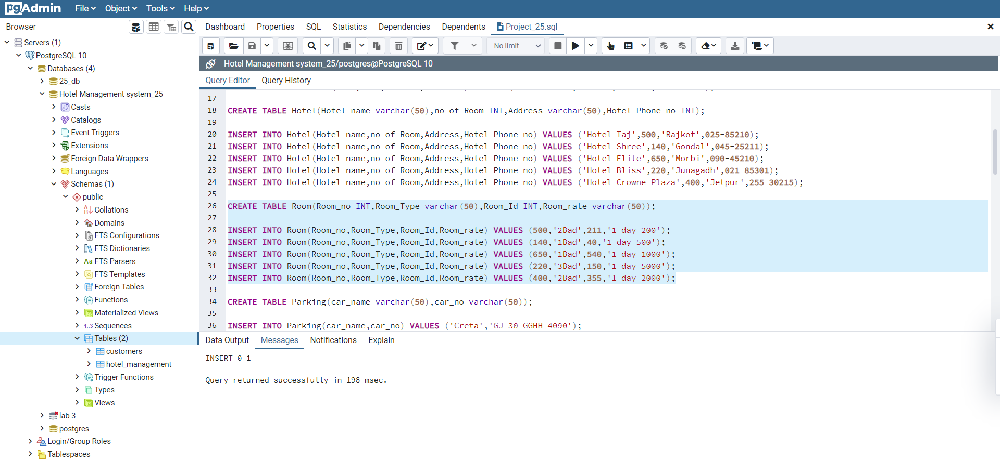 pgAdmin File Object Tools Help
Browser
Dashboard Properties SQL Statistics Dependencies Dependents Project_25.sql
Servers (1)
PostgreSQL 10
Databases (4)
25_db
Hotel Management system_25
Casts
Catalogs
Event Triggers
Extensions
Foreign Data Wrappers
Languages
Schemas (1)
public
Collations
Domains
FTS Configurations
FTS Dictionaries
Aa FTS Parsers
FTS Templates
Foreign Tables
Functions
Materialized Views
1..3 Sequences
Tables (2)
customers
hotel_management
Trigger Functions
Types
Views
lab 3
postgres
Login/Group Roles
Tablespaces
No limit
Hotel Management system_25/postgres@PostgreSQL 10
Query Editor Query History
17
18 CREATE TABLE Hotel(Hotel_name varchar(50),no_of_Room INT,Address varchar(50),Hotel_Phone_no INT);
19
20 INSERT INTO Hotel(Hotel_name,no_of_Room,Address,Hotel_Phone_no) VALUES ('Hotel Taj',500,'Rajkot',025-85210);
21 INSERT INTO Hotel(Hotel_name,no_of_Room,Address,Hotel_Phone_no) VALUES ('Hotel Shree',140,'Gondal',045-25211);
22 INSERT INTO Hotel(Hotel_name,no_of_Room,Address,Hotel_Phone_no) VALUES ('Hotel Elite',650,'Morbi',090-45210);
23 INSERT INTO Hotel(Hotel_name,no_of_Room,Address,Hotel_Phone_no) VALUES ('Hotel Bliss',220,'Junagadh',021-85301);
24 INSERT INTO Hotel(Hotel_name,no_of_Room,Address,Hotel_Phone_no) VALUES ('Hotel Crowne Plaza',400,'Jetpur',255-30215);
25
26 CREATE TABLE Room(Room_no INT,Room_Type varchar(50),Room_Id INT,Room_rate varchar(50));
27
28 INSERT INTO Room(Room_no,Room_Type,Room_Id,Room_rate) VALUES (500,'2Bad',211,'1 day-200');
29 INSERT INTO Room(Room_no,Room_Type,Room_Id,Room_rate) VALUES (140,'1Bad',40,'1 day-500');
30 INSERT INTO Room(Room_no,Room_Type,Room_Id,Room_rate) VALUES (650,'1Bad',540,'1 day-1000');
31 INSERT INTO Room(Room_no,Room_Type,Room_Id,Room_rate) VALUES (220,'3Bad',150,'1 day-5000');
32 INSERT INTO Room(Room_no,Room_Type,Room_Id,Room_rate) VALUES (400,'2Bad',355,'1 day-2000');
33
34 CREATE TABLE Parking(car_name varchar(50),car_no varchar(50));
35
36 INSERT INTO Parking(car_name,car_no) VALUES ('Creta','GJ 30 GGHH 4090');
Data Output Messages Notifications Explain
INSERT 0 1
Query returned successfully in 198 msec.